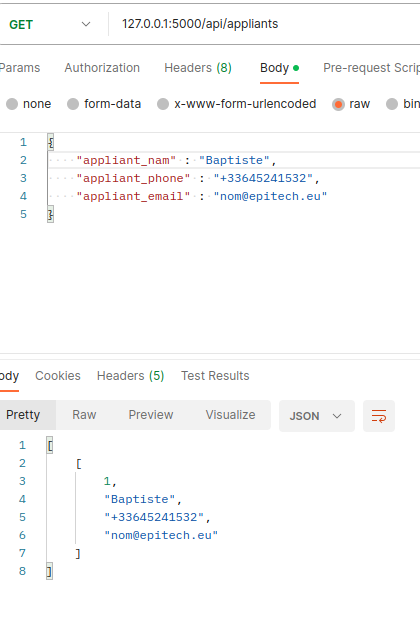 GET 127.0.0.1:5000/api/appliants
Params Authorization Headers (8) Body Pre-request Scrip
none form-data x-www-form-urlencoded raw bin
1 {
2 "appliant_nam" : "Baptiste",
3 "appliant_phone" : "+33645241532",
4 "appliant_email" : "nom@epitech.eu"
5 }
ody Cookies Headers (5) Test Results
Pretty Raw Preview Visualize JSON
1 [
2 [
3 1,
4 "Baptiste",
5 "+33645241532",
6 "nom@epitech.eu"
7 ]
8 ]